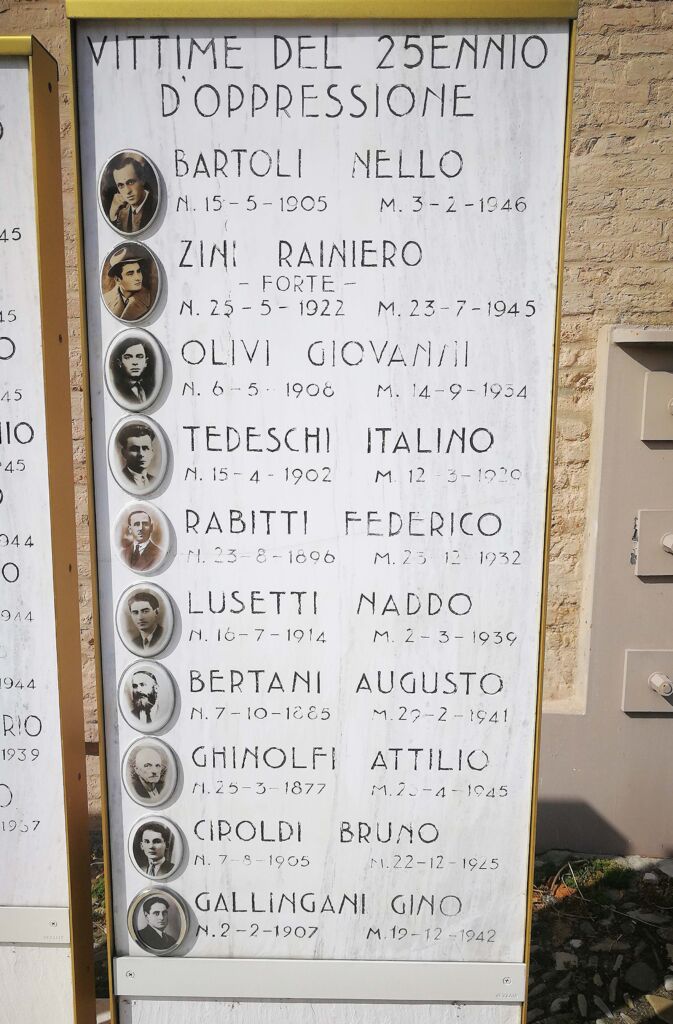 VITTIME DEL 25ENNIO
D'OPPRESSIONE
BARTOLI NELLO
N. 15-5-1905 M. 3-2-1946
ZINI RAINIERO
- FORTE -
N. 25-5-1922 M. 23-7-1945
OLIVI GIOVANNI
N. 6-5-1908 M. 14-9-1934
TEDESCHI ITALINO
N. 15-4-1902 M. 12-3-1929
RABITTI FEDERICO
N. 23-8-1896 M. 23-12-1932
LUSETTI NADDO
N. 16-7-1914 M. 2-3-1939
BERTANI AUGUSTO
N. 7-10-1885 M. 29-2-1941
GHINOLFI ATTILIO
N. 25-3-1877 M. 23-4-1945
CIROLDI BRUNO
N. 7-8-1905 M. 22-12-1945
GALLINGANI GINO
N. 2-2-1907 M. 19-12-1942